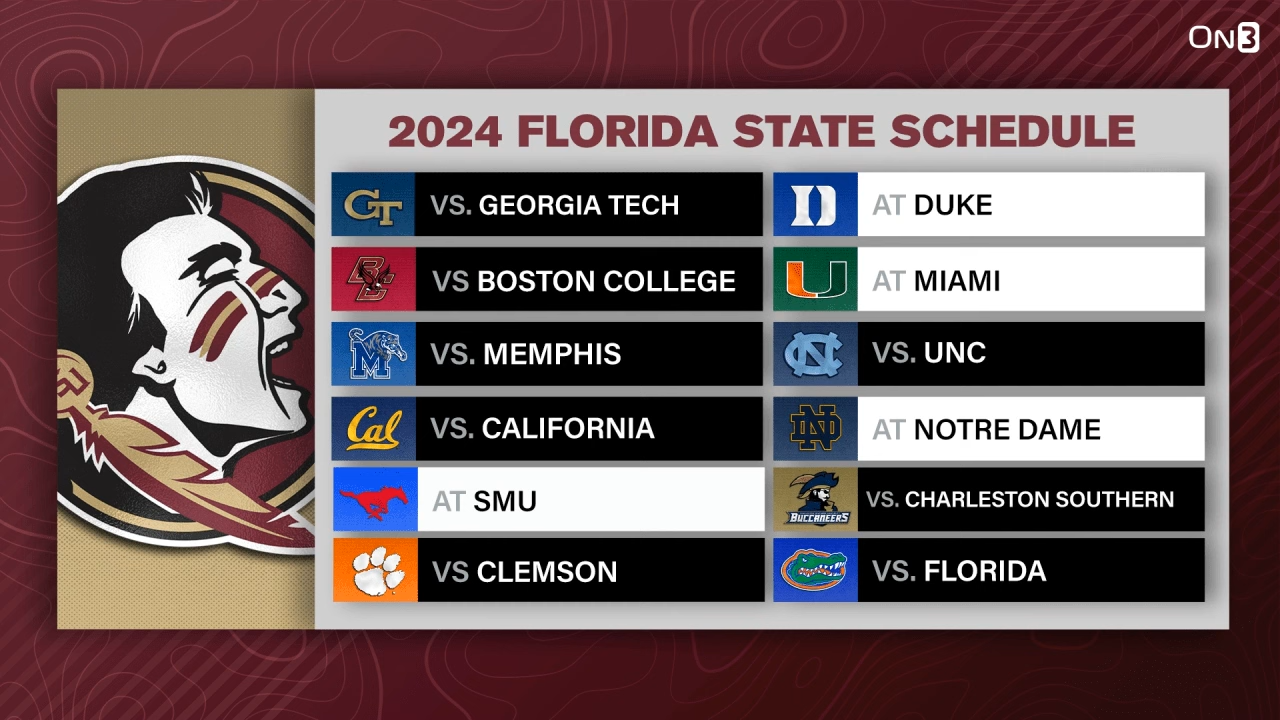 ON3
2024 FLORIDA STATE SCHEDULE
GT VS. GEORGIA TECH
BC VS BOSTON COLLEGE
M VS. MEMPHIS
Cal VS. CALIFORNIA
AT SMU
VS CLEMSON
D AT DUKE
U AT MIAMI
NC VS. UNC
ND AT NOTRE DAME
BUCCANEERS VS. CHARLESTON SOUTHERN
VS. FLORIDA